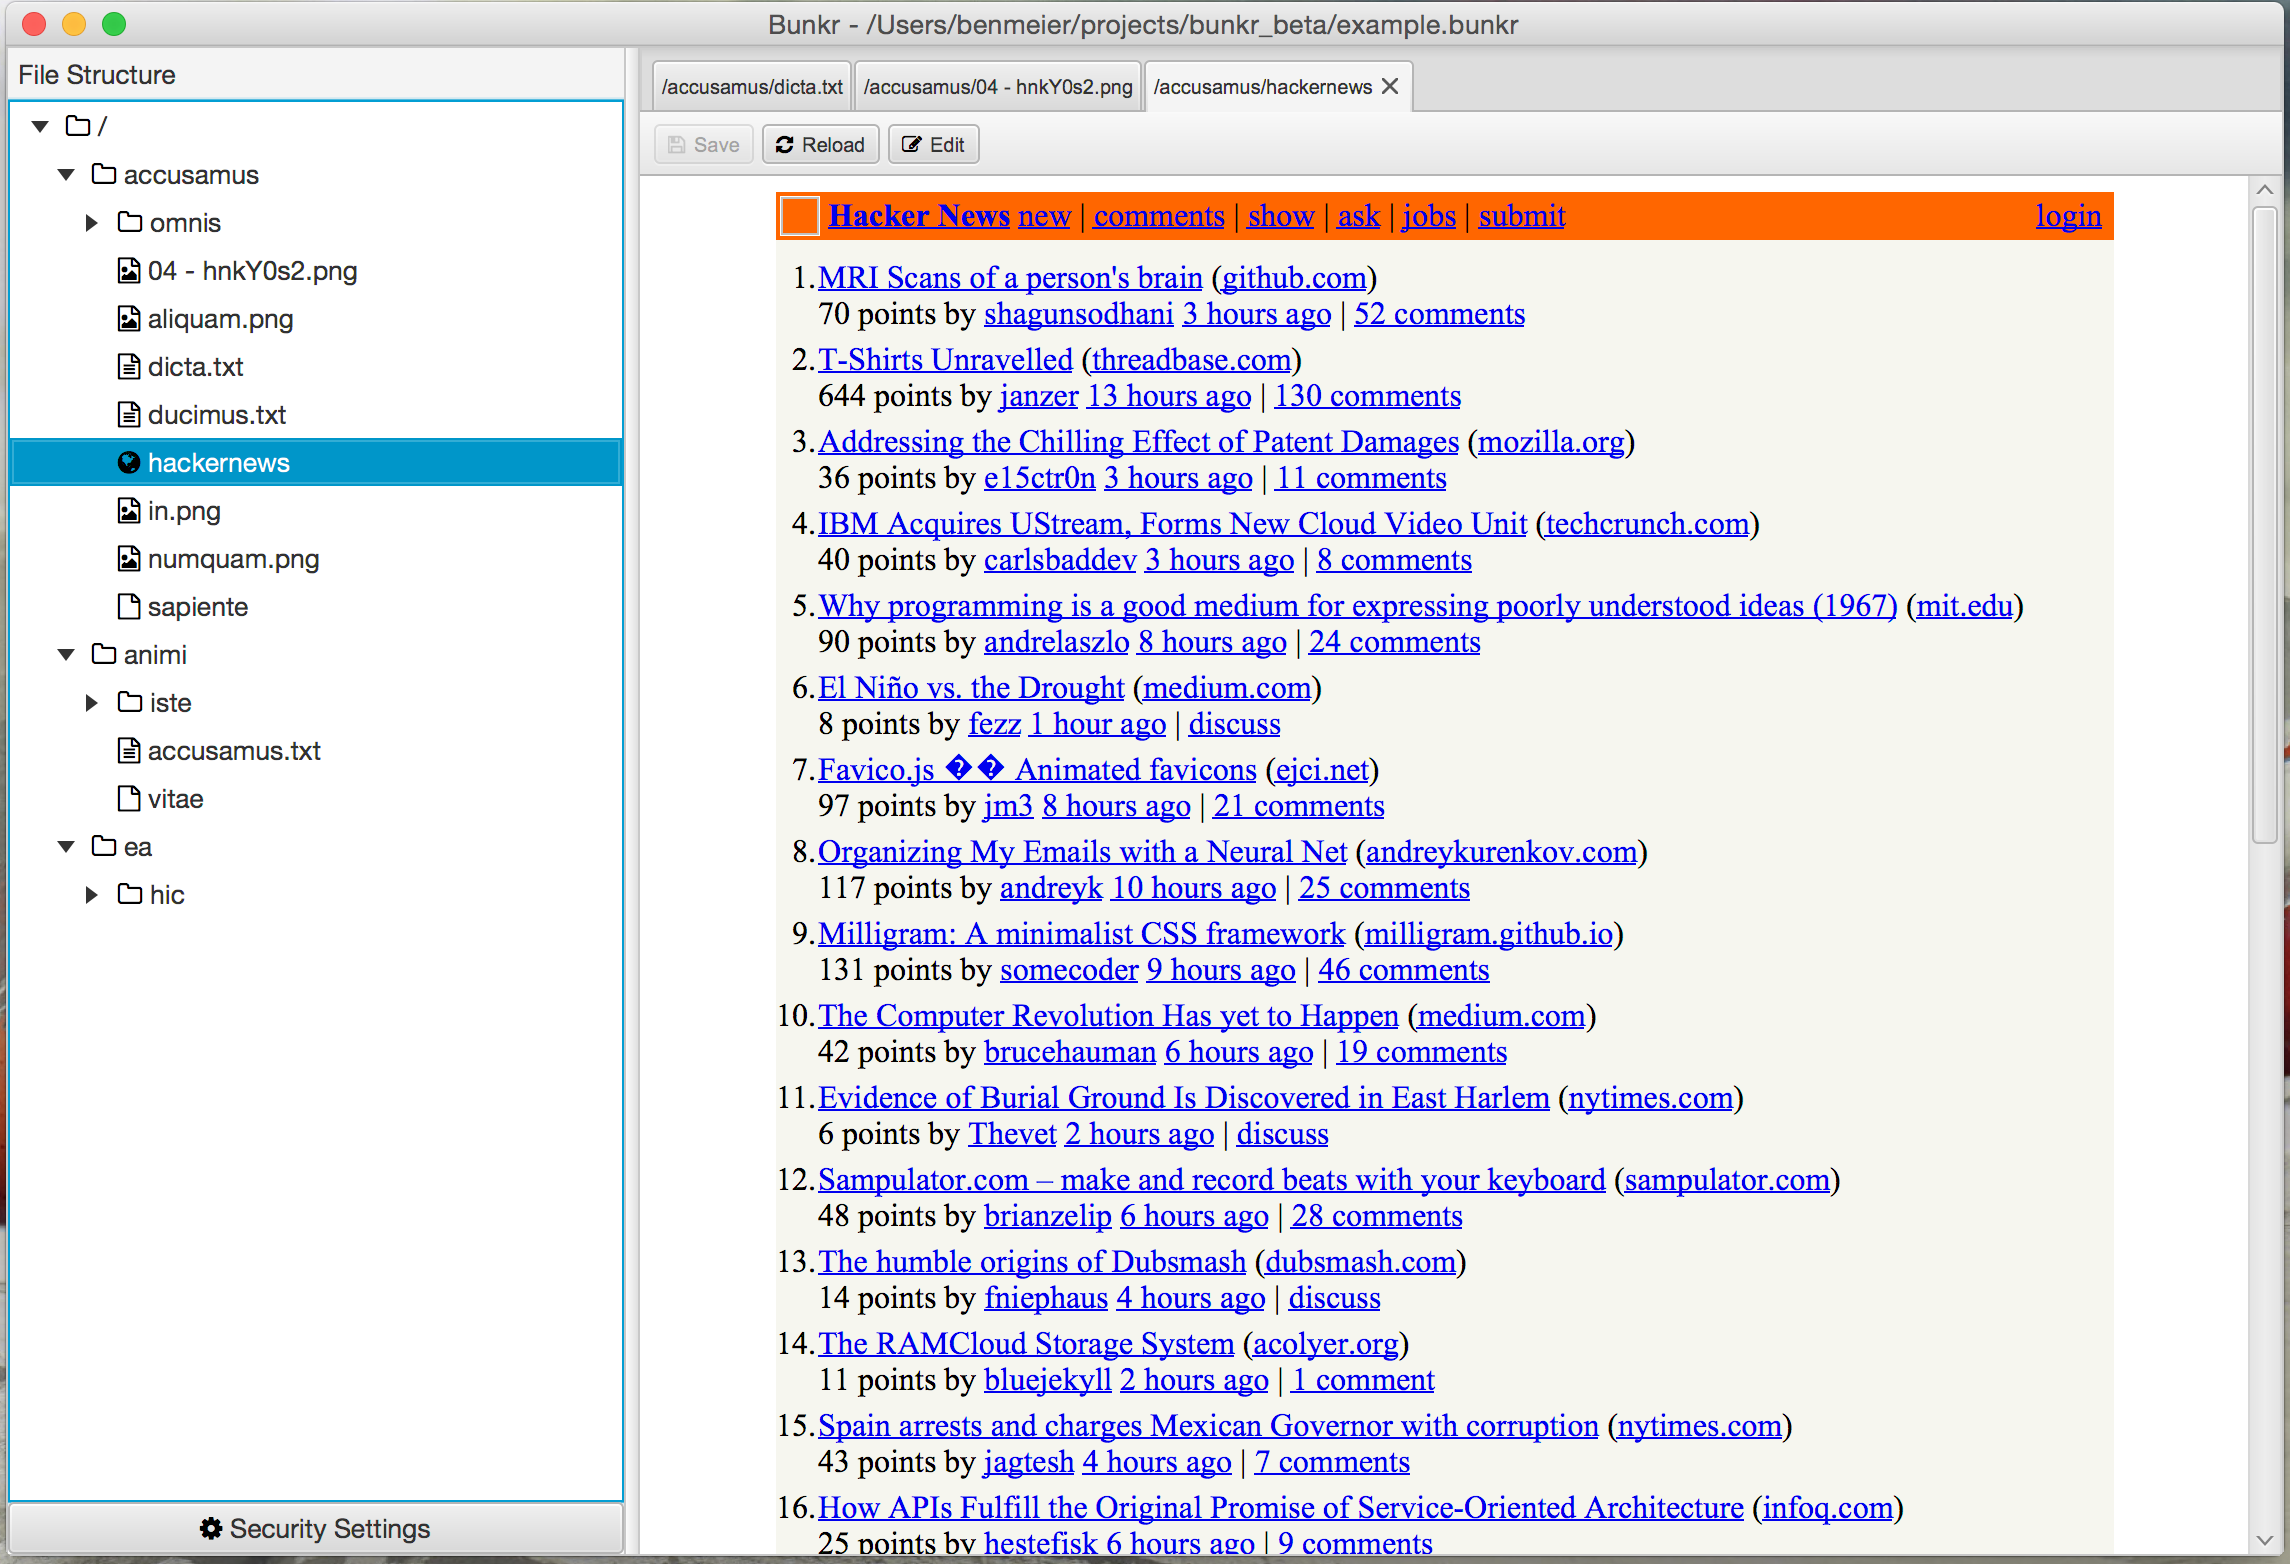 Bunkr - /Users/benmeier/projects/bunkr_beta/example.bunkr
File Structure
/
accusamus
omnis
04 - hnkY0s2.png
aliquam.png
dicta.txt
ducimus.txt
hackernews
in.png
numquam.png
sapiente
animi
iste
accusamus.txt
vitae
ea
hic
Security Settings
/accusamus/dicta.txt /accusamus/04 - hnkY0s2.png /accusamus/hackernews
Save Reload Edit
Hacker News new | comments | show | ask | jobs | submit login
1. MRI Scans of a person's brain (github.com)
70 points by shagunsodhani 3 hours ago | 52 comments
2. T-Shirts Unravelled (threadbase.com)
644 points by janzer 13 hours ago | 130 comments
3. Addressing the Chilling Effect of Patent Damages (mozilla.org)
36 points by e15ctr0n 3 hours ago | 11 comments
4. IBM Acquires UStream, Forms New Cloud Video Unit (techcrunch.com)
40 points by carlsbaddev 3 hours ago | 8 comments
5. Why programming is a good medium for expressing poorly understood ideas (1967) (mit.edu)
90 points by andrelaszlo 8 hours ago | 24 comments
6. El Niño vs. the Drought (medium.com)
8 points by fezz 1 hour ago | discuss
7. Favico.js �� Animated favicons (ejci.net)
97 points by jm3 8 hours ago | 21 comments
8. Organizing My Emails with a Neural Net (andreykurenkov.com)
117 points by andreyk 10 hours ago | 25 comments
9. Milligram: A minimalist CSS framework (milligram.github.io)
131 points by somecoder 9 hours ago | 46 comments
10. The Computer Revolution Has yet to Happen (medium.com)
42 points by brucehauman 6 hours ago | 19 comments
11. Evidence of Burial Ground Is Discovered in East Harlem (nytimes.com)
6 points by Thevet 2 hours ago | discuss
12. Sampulator.com – make and record beats with your keyboard (sampulator.com)
48 points by brianzelip 6 hours ago | 28 comments
13. The humble origins of Dubsmash (dubsmash.com)
14 points by fniephaus 4 hours ago | discuss
14. The RAMCloud Storage System (acolyer.org)
11 points by bluejekyll 2 hours ago | 1 comment
15. Spain arrests and charges Mexican Governor with corruption (nytimes.com)
43 points by jagtesh 4 hours ago | 7 comments
16. How APIs Fulfill the Original Promise of Service-Oriented Architecture (infoq.com)
25 points by hestefisk 6 hours ago | 9 comments